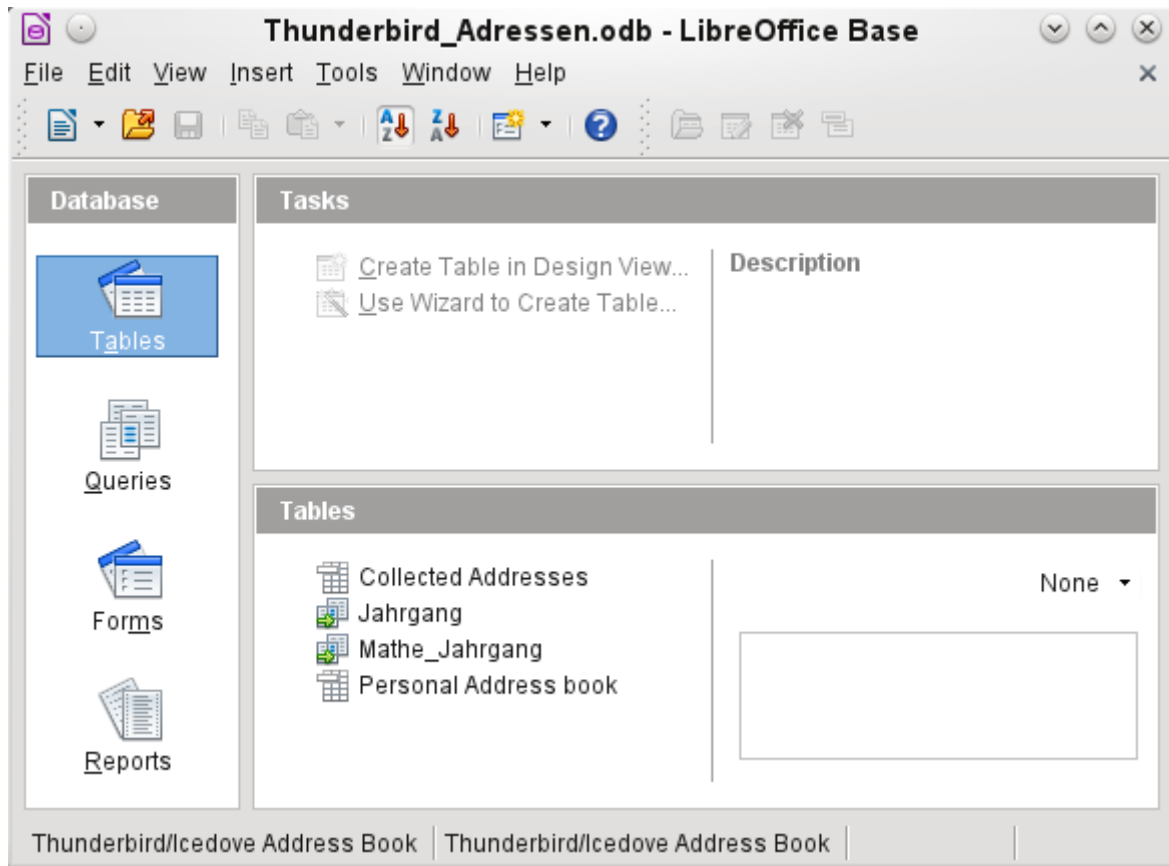 Thunderbird_Adressen.odb - LibreOffice Base
File Edit View Insert Tools Window Help
Database
Tables
Queries
Forms
Reports
Tasks
Create Table in Design View...
Use Wizard to Create Table...
Description
Tables
Collected Addresses
Jahrgang
Mathe_Jahrgang
Personal Address book
None
Thunderbird/Icedove Address Book Thunderbird/Icedove Address Book